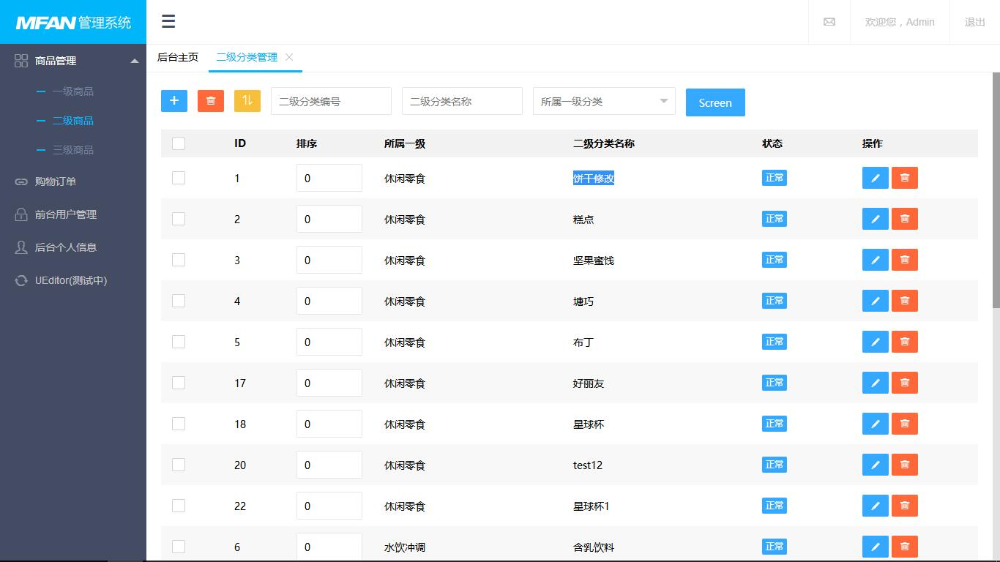 MFAN管理系统
欢迎您，Admin
退出
商品管理
一级商品
二级商品
三级商品
购物订单
前台用户管理
后台个人信息
UEditor(测试中)
后台主页
二级分类管理
二级分类编号
二级分类名称
所属一级分类
Screen
ID 排序 所属一级 二级分类名称 状态 操作
1 0 休闲零食 饼干修改 正常
2 0 休闲零食 糕点 正常
3 0 休闲零食 坚果蜜饯 正常
4 0 休闲零食 塘巧 正常
5 0 休闲零食 布丁 正常
17 0 休闲零食 好丽友 正常
18 0 休闲零食 星球杯 正常
20 0 休闲零食 test12 正常
22 0 休闲零食 星球杯1 正常
6 0 水饮冲调 含乳饮料 正常